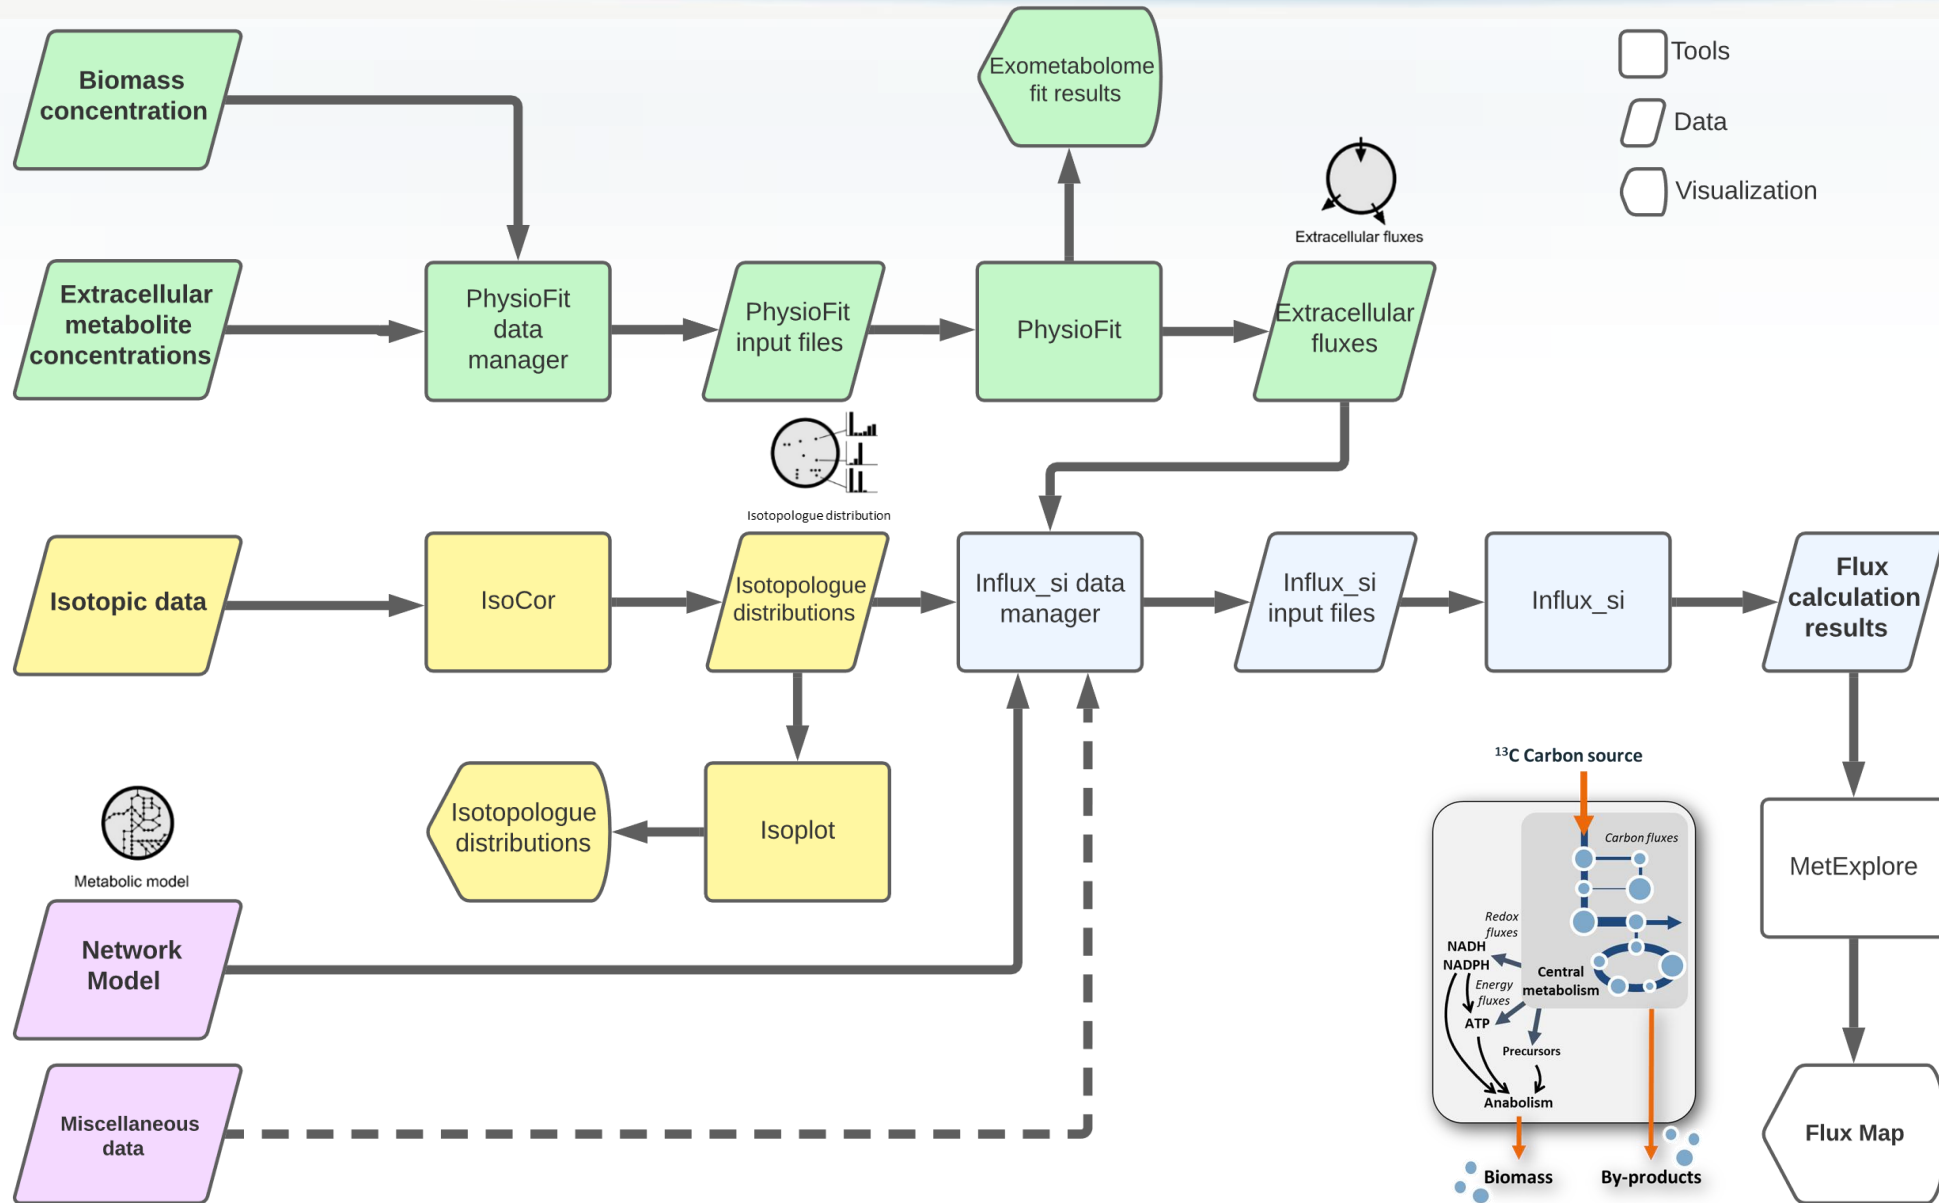 Biomass
concentration
Exometabolome
fit results
Tools
Data
Visualization
Extracellular fluxes
Extracellular
metabolite
concentrations
PhysioFit
data
manager
PhysioFit
input files
PhysioFit
Extracellular
fluxes
Isotopologue distribution
Isotopic data
IsoCor
Isotopologue
distributions
Influx_si data
manager
Influx_si
input files
Influx_si
Flux
calculation
results
Isotopologue
distributions
Isoplot
Metabolic model
Network
Model
Miscellaneous
data
¹³C Carbon source
Carbon fluxes
Redox
fluxes
NADH
NADPH
Central
metabolism
Energy
fluxes
ATP
Precursors
Anabolism
Biomass
By-products
MetExplore
Flux Map